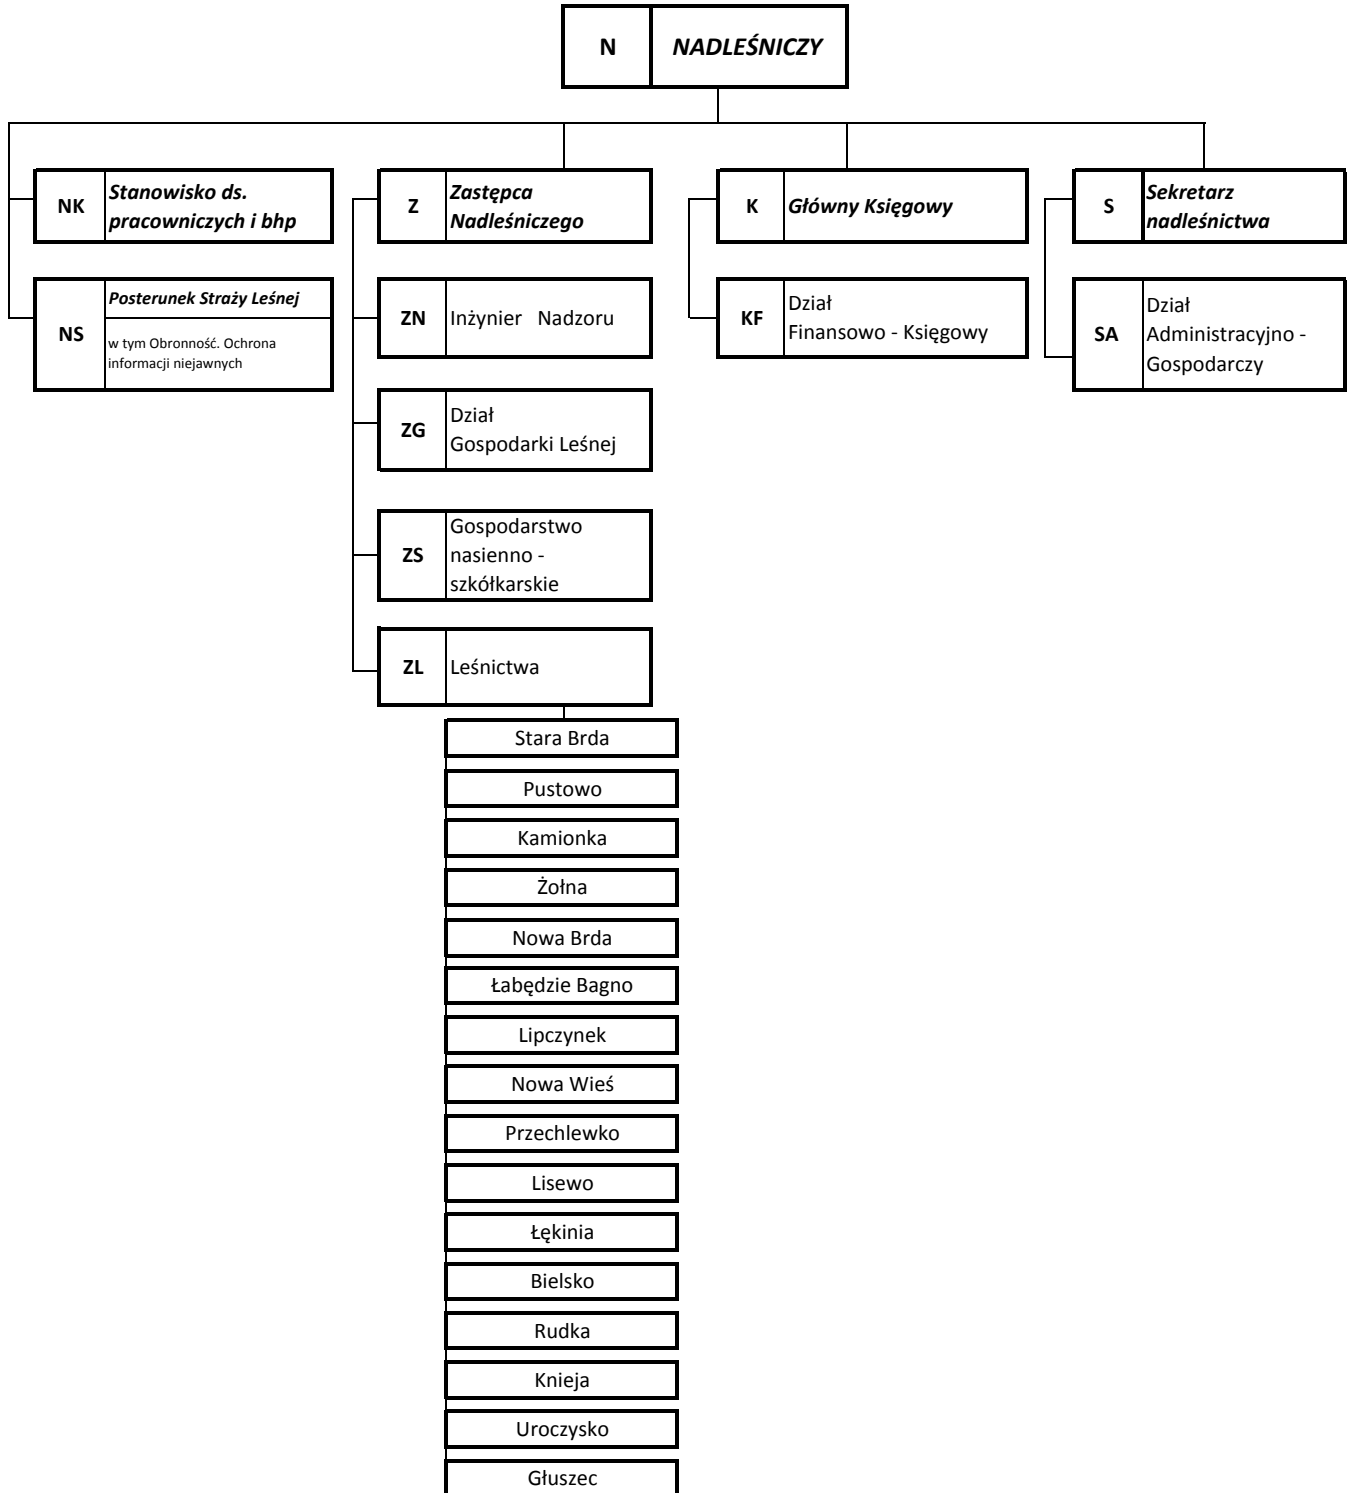 N NADLEŚNICZY
NK Stanowisko ds.
pracowniczych i bhp
NS Posterunek Straży Leśnej
w tym Obronność. Ochrona
informacji niejawnych
Z Zastępca
Nadleśniczego
ZN Inżynier Nadzoru
ZG Dział
Gospodarki Leśnej
ZS Gospodarstwo
nasienno -
szkółkarskie
ZL Leśnictwa
Stara Brda
Pustowo
Kamionka
Żołna
Nowa Brda
Łabędzie Bagno
Lipczynek
Nowa Wieś
Przechlewko
Lisewo
Łękinia
Bielsko
Rudka
Knieja
Uroczysko
Głuszec
K Główny Księgowy
KF Dział
Finansowo - Księgowy
S Sekretarz
nadleśnictwa
SA Dział
Administracyjno -
Gospodarczy